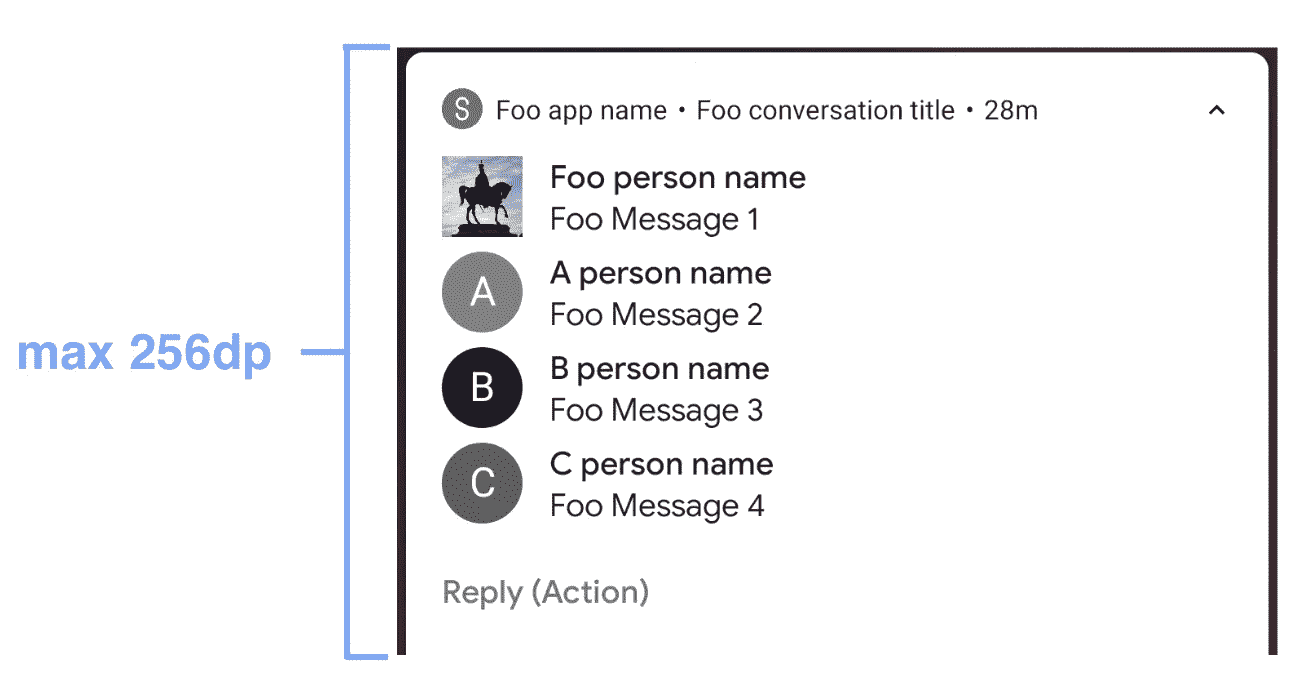 S Foo app name • Foo conversation title • 28m
Foo person name
Foo Message 1
A
A person name
Foo Message 2
max 256dp
B
B person name
Foo Message 3
C
C person name
Foo Message 4
Reply (Action)